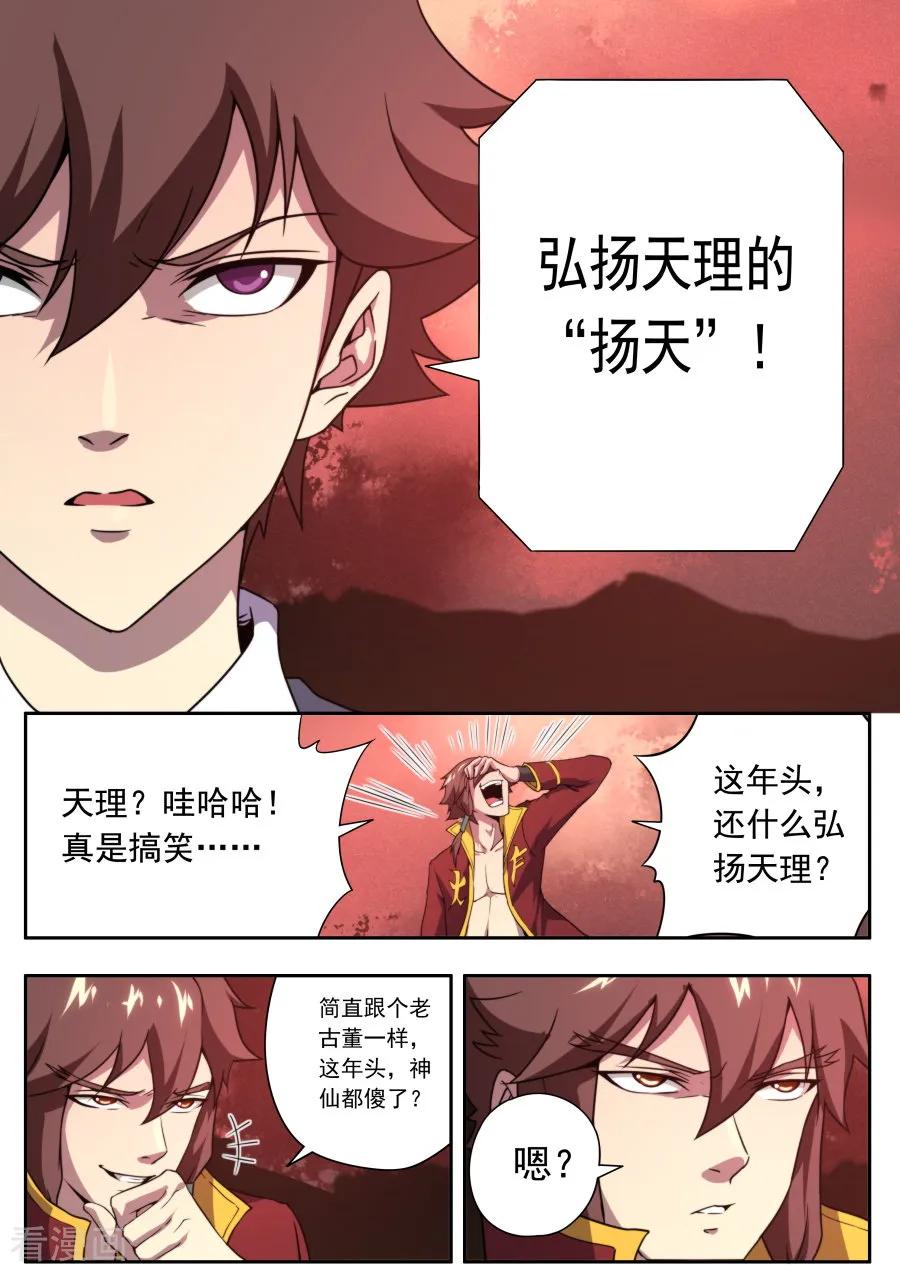 弘扬天理的
“扬天”！
天理？哇哈哈！
真是搞笑······
这年头，
还什么弘
扬天理？
简直跟个老
古董一样，
这年头，神
仙都傻了？
嗯？
看漫画